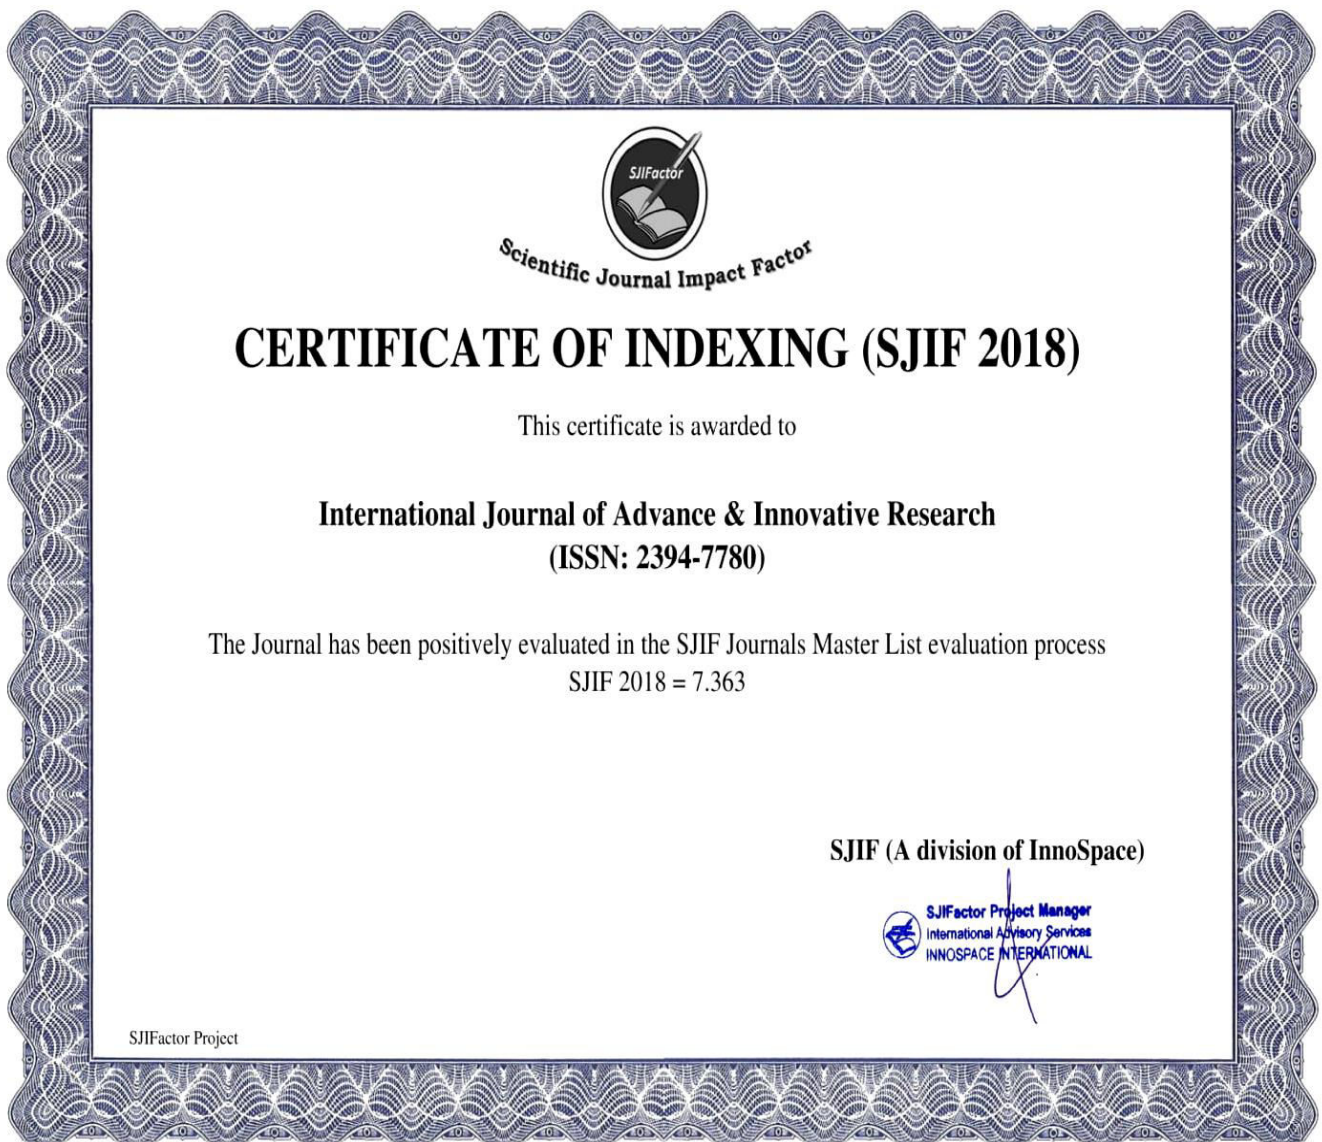 SJIFactor
Scientific Journal Impact Factor
CERTIFICATE OF INDEXING (SJIF 2018)
This certificate is awarded to
International Journal of Advance & Innovative Research
(ISSN: 2394-7780)
The Journal has been positively evaluated in the SJIF Journals Master List evaluation process
SJIF 2018 = 7.363
SJIF (A division of InnoSpace)
SJIFactor Project Manager
International Advisory Services
INNOSPACE INTERNATIONAL
SJIFactor Project